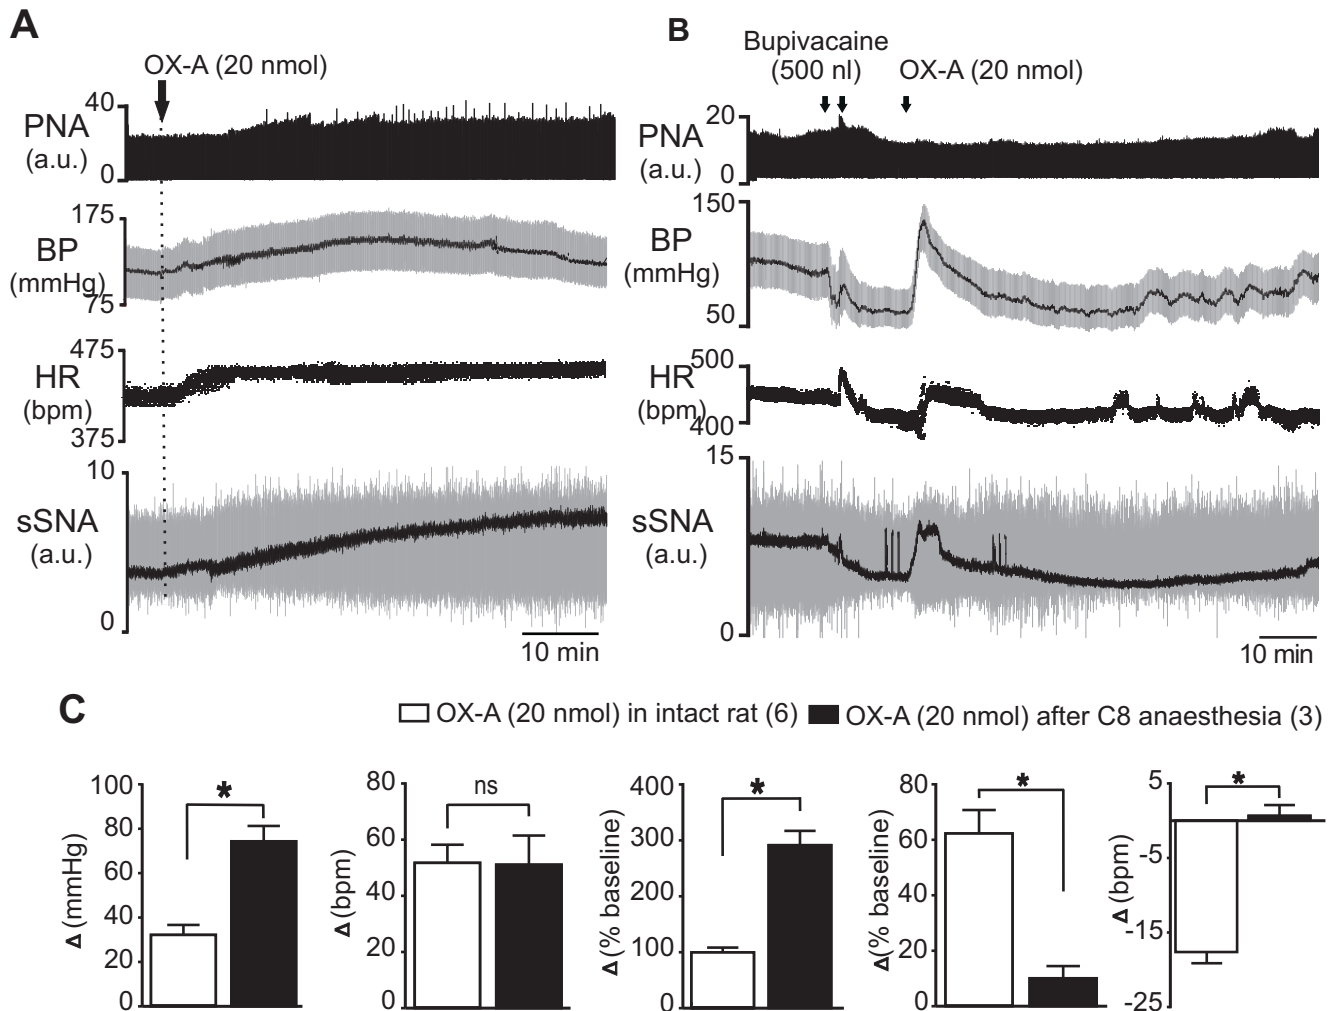 A
OX-A (20 nmol)
PNA
(a.u.)
40
0
BP
(mmHg)
175
75
HR
(bpm)
475
375
sSNA
(a.u.)
10
0
10 min
B
Bupivacaine
(500 nl)
OX-A (20 nmol)
PNA
(a.u.)
20
0
BP
(mmHg)
150
50
HR
(bpm)
500
400
sSNA
(a.u.)
15
0
10 min
C
OX-A (20 nmol) in intact rat (6)
OX-A (20 nmol) after C8 anaesthesia (3)
Δ (mmHg)
100
80
60
40
20
0
*
Δ (bpm)
80
60
40
20
0
ns
Δ (% baseline)
400
300
200
100
0
*
Δ (% baseline)
80
60
40
20
0
*
Δ (bpm)
5
-5
-15
-25
*